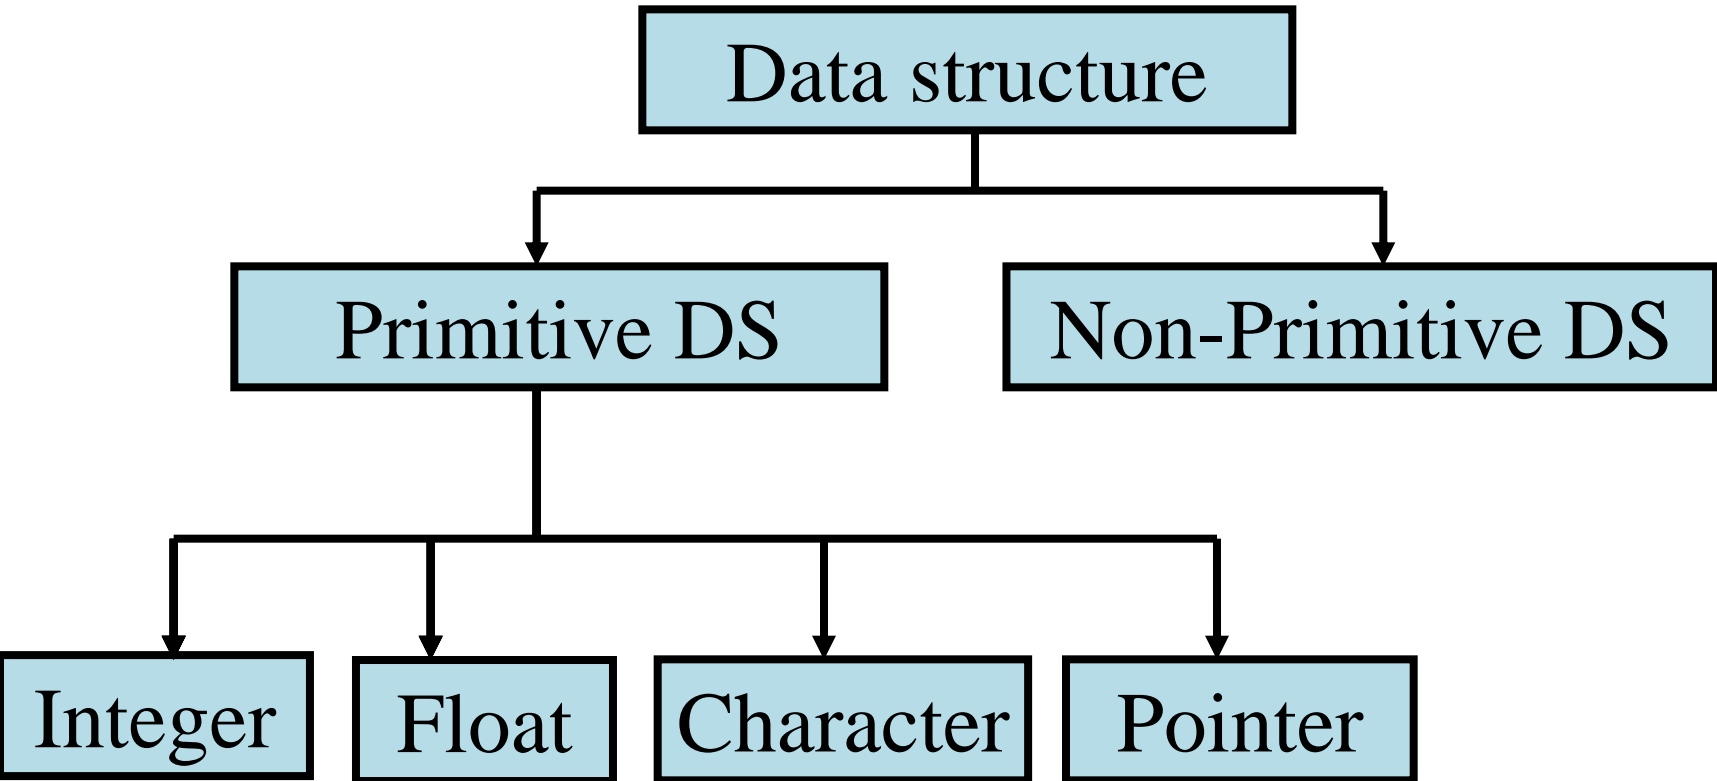 Data structure
Primitive DS
Non-Primitive DS
Integer
Float
Character
Pointer